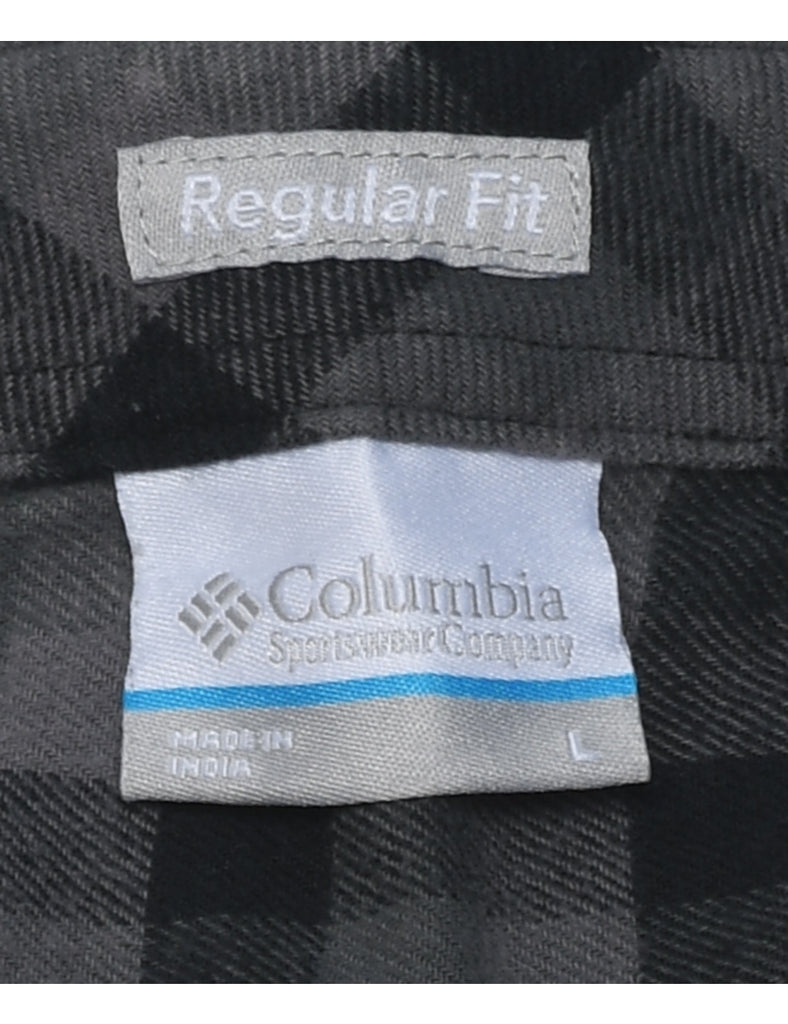 Regular Fit
Columbia
Sportswear Company
MADE IN
INDIA
L